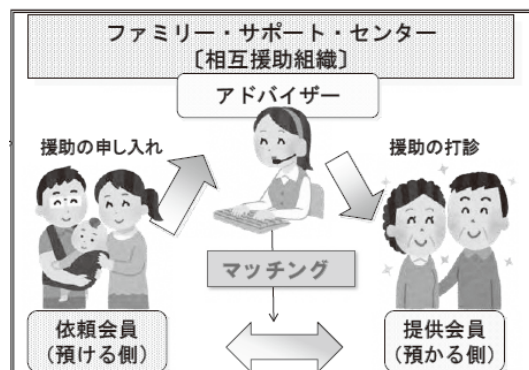 ファミリー・サポート・センター
〔相互援助組織〕
アドバイザー
援助の申し入れ
援助の打診
マッチング
依頼会員
(預ける側)
提供会員
(預かる側)